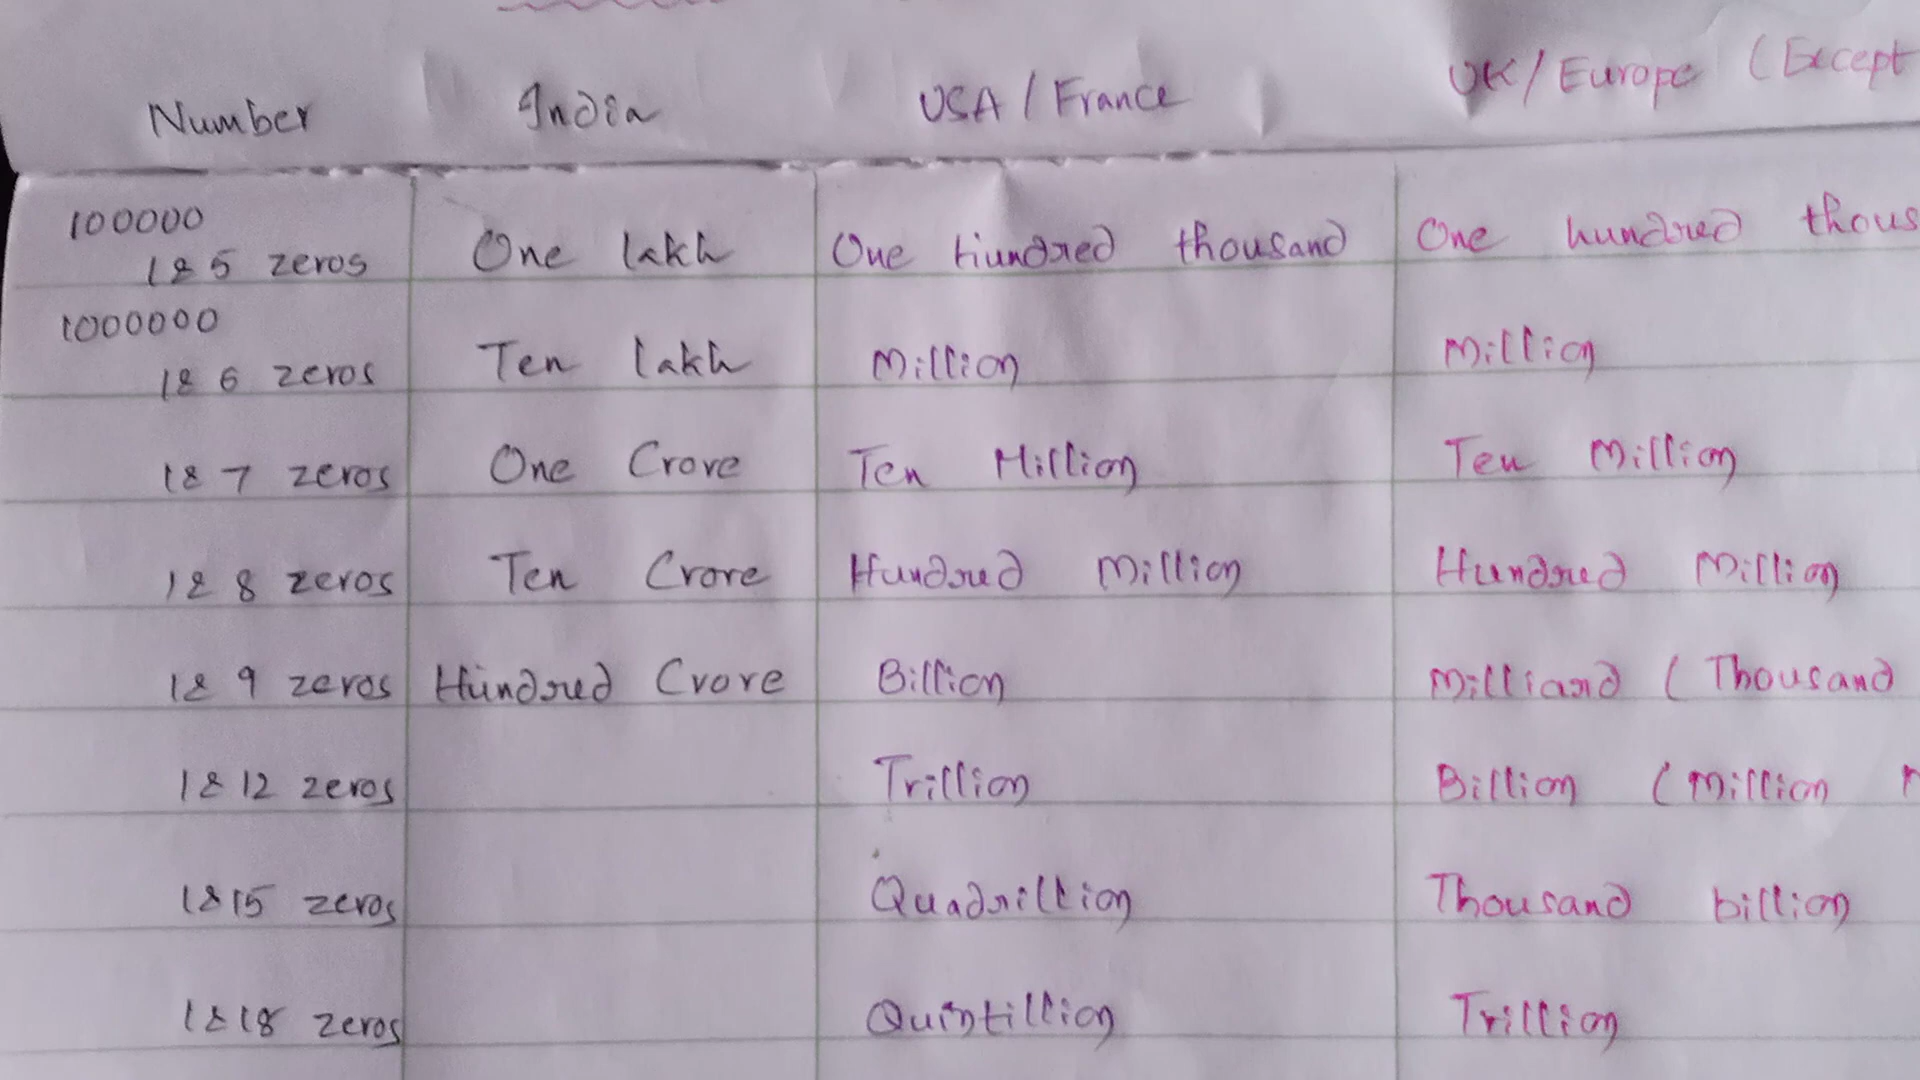 Number India USA / France UK/Europe (Except
100000
1 & 5 zeros One lakh One hundred thousand One hundred thous
1000000
1 & 6 zeros Ten lakh Million Million
1 & 7 zeros One Crore Ten Million Ten Million
1 & 8 zeros Ten Crore Hundred Million Hundred Million
1 & 9 zeros Hundred Crore Billion Milliard (Thousand
1 & 12 zeros Trillion Billion (Million
1 & 15 zeros Quadrillion Thousand billion
1 & 18 zeros Quintillion Trillion